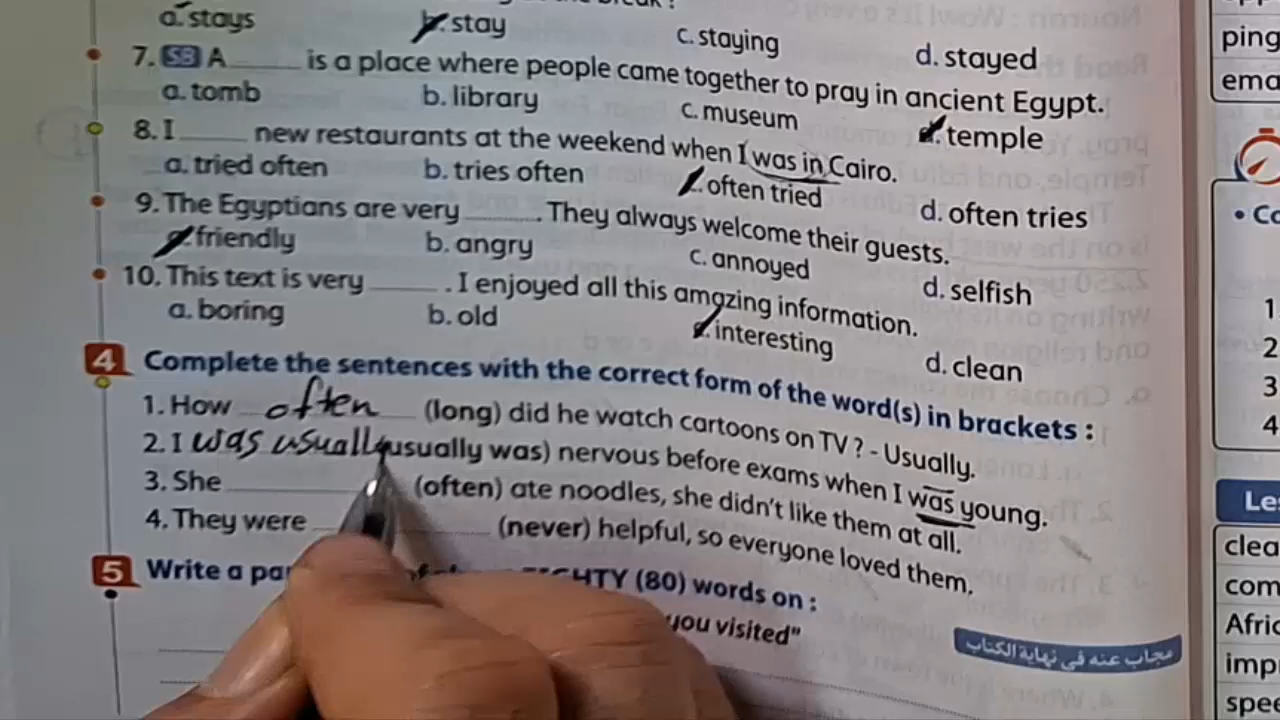 a. stays b. stay c. staying d. stayed
7. SB A ______ is a place where people came together to pray in ancient Egypt.
a. tomb b. library c. museum d. temple
8. I ______ new restaurants at the weekend when I was in Cairo.
a. tried often b. tries often c. often tried d. often tries
9. The Egyptians are very ______. They always welcome their guests.
a. friendly b. angry c. annoyed d. selfish
10. This text is very ______. I enjoyed all this amazing information.
a. boring b. old c. interesting d. clean
4 Complete the sentences with the correct form of the word(s) in brackets :
1. How often (long) did he watch cartoons on TV ? - Usually.
2. I was usually (usually was) nervous before exams when I was young.
3. She ______ (often) ate noodles, she didn't like them at all.
4. They were ______ (never) helpful, so everyone loved them.
5 Write a EIGHTY (80) words on :
you visited"
مجاب عنه فى نهاية الكتاب
ping
ema
• Co
1
2
3
4
Le
clea
com
Afric
imp
spec